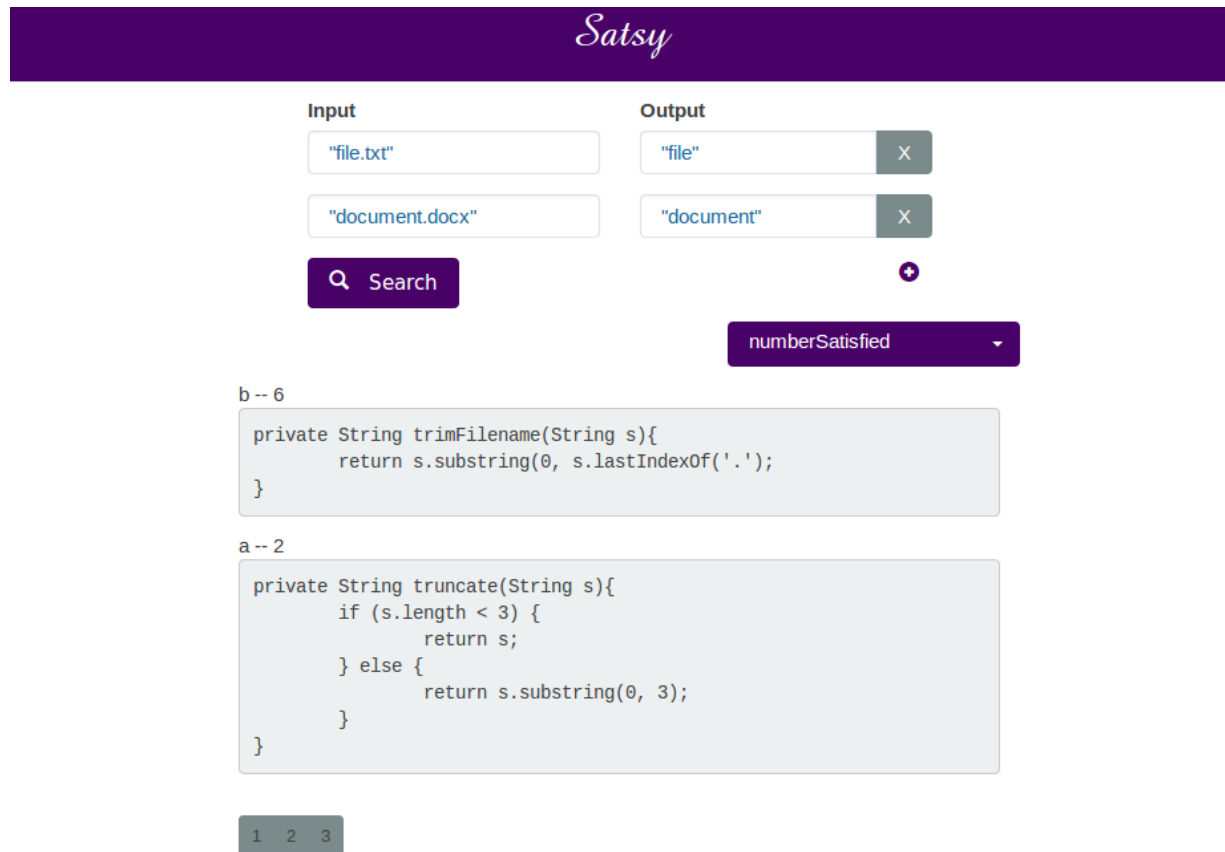 Satsy
Input Output
"file.txt" "file" X
"document.docx" "document" X
Search
numberSatisfied
b -- 6
private String trimFilename(String s){
return s.substring(0, s.lastIndexOf('.');
}
a -- 2
private String truncate(String s){
if (s.length < 3) {
return s;
} else {
return s.substring(0, 3);
}
}
1 2 3